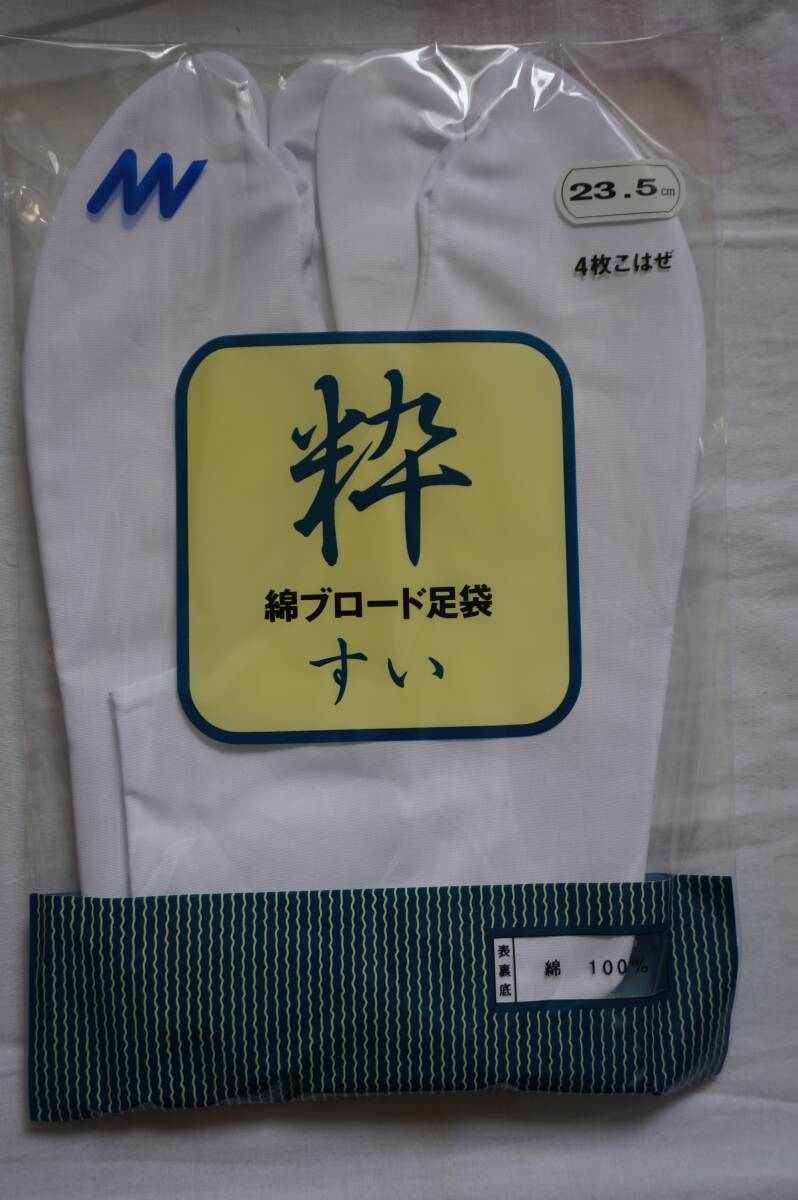 23.5cm
4枚こはぜ
粋
綿ブロード足袋
すい
表裏底
綿 100%